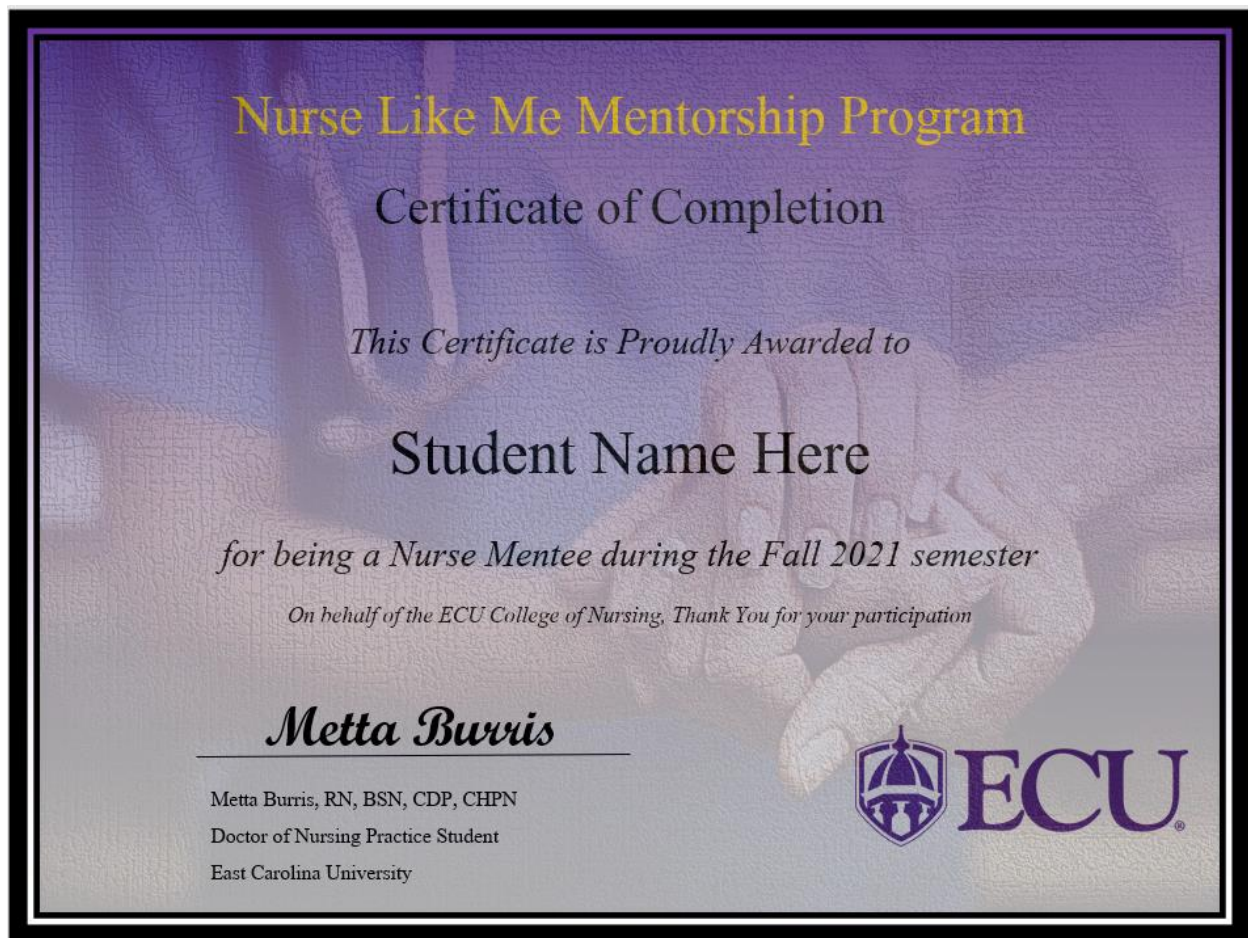 Nurse Like Me Mentorship Program
Certificate of Completion
This Certificate is Proudly Awarded to
Student Name Here
for being a Nurse Mentee during the Fall 2021 semester
On behalf of the ECU College of Nursing, Thank You for your participation
Metta Burris
Metta Burris, RN, BSN, CDP, CHPN
Doctor of Nursing Practice Student
East Carolina University
ECU®